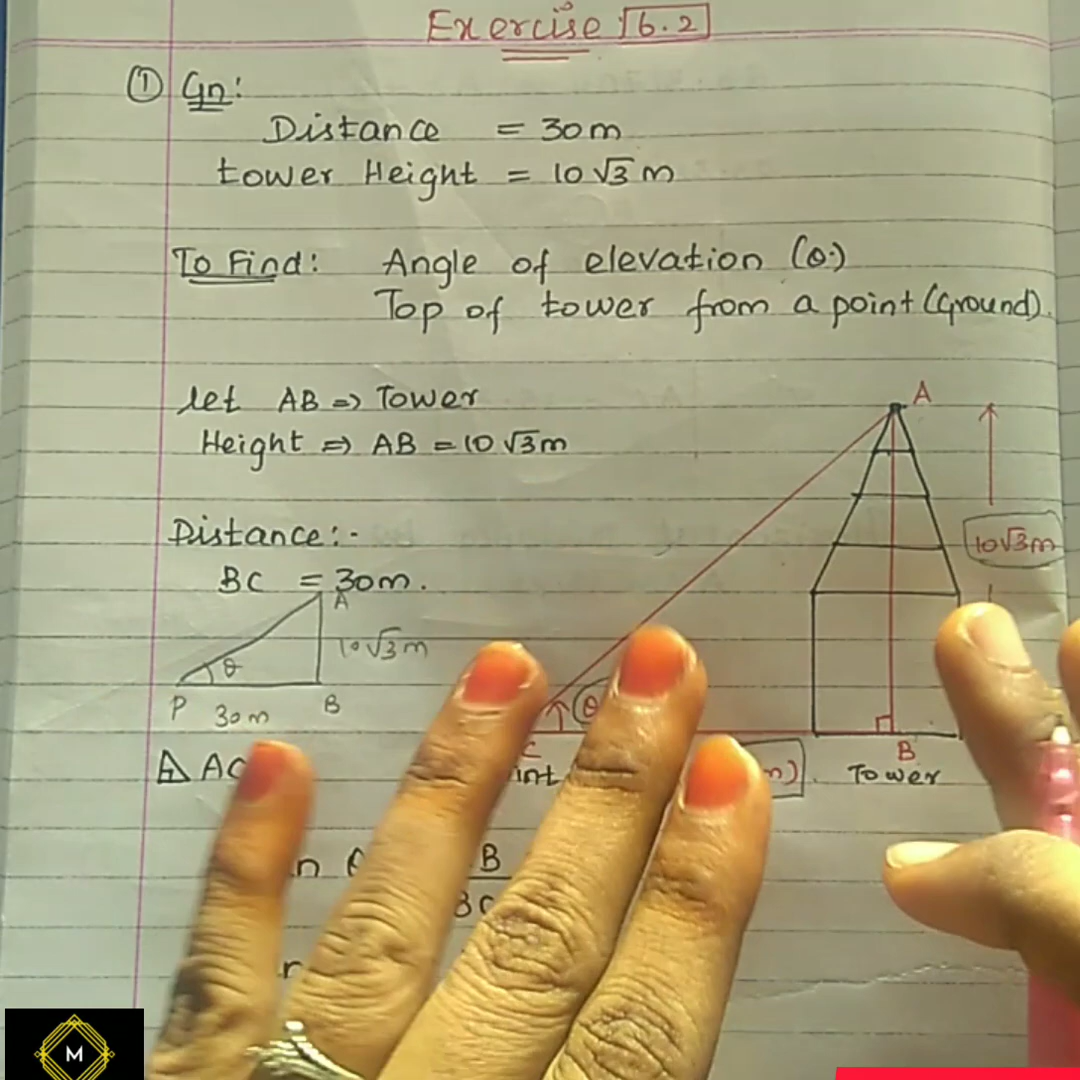 Exercise 6.2
① Gn:
Distance = 30m
tower Height = 10√3 m
To Find: Angle of elevation (θ)
Top of tower from a point (Ground).
let AB => Tower
Height => AB = 10√3m
Distance:-
BC = 30m.
A
10√3m
θ
P 30m B
A
10√3m
θ
C
B
Tower
B
M